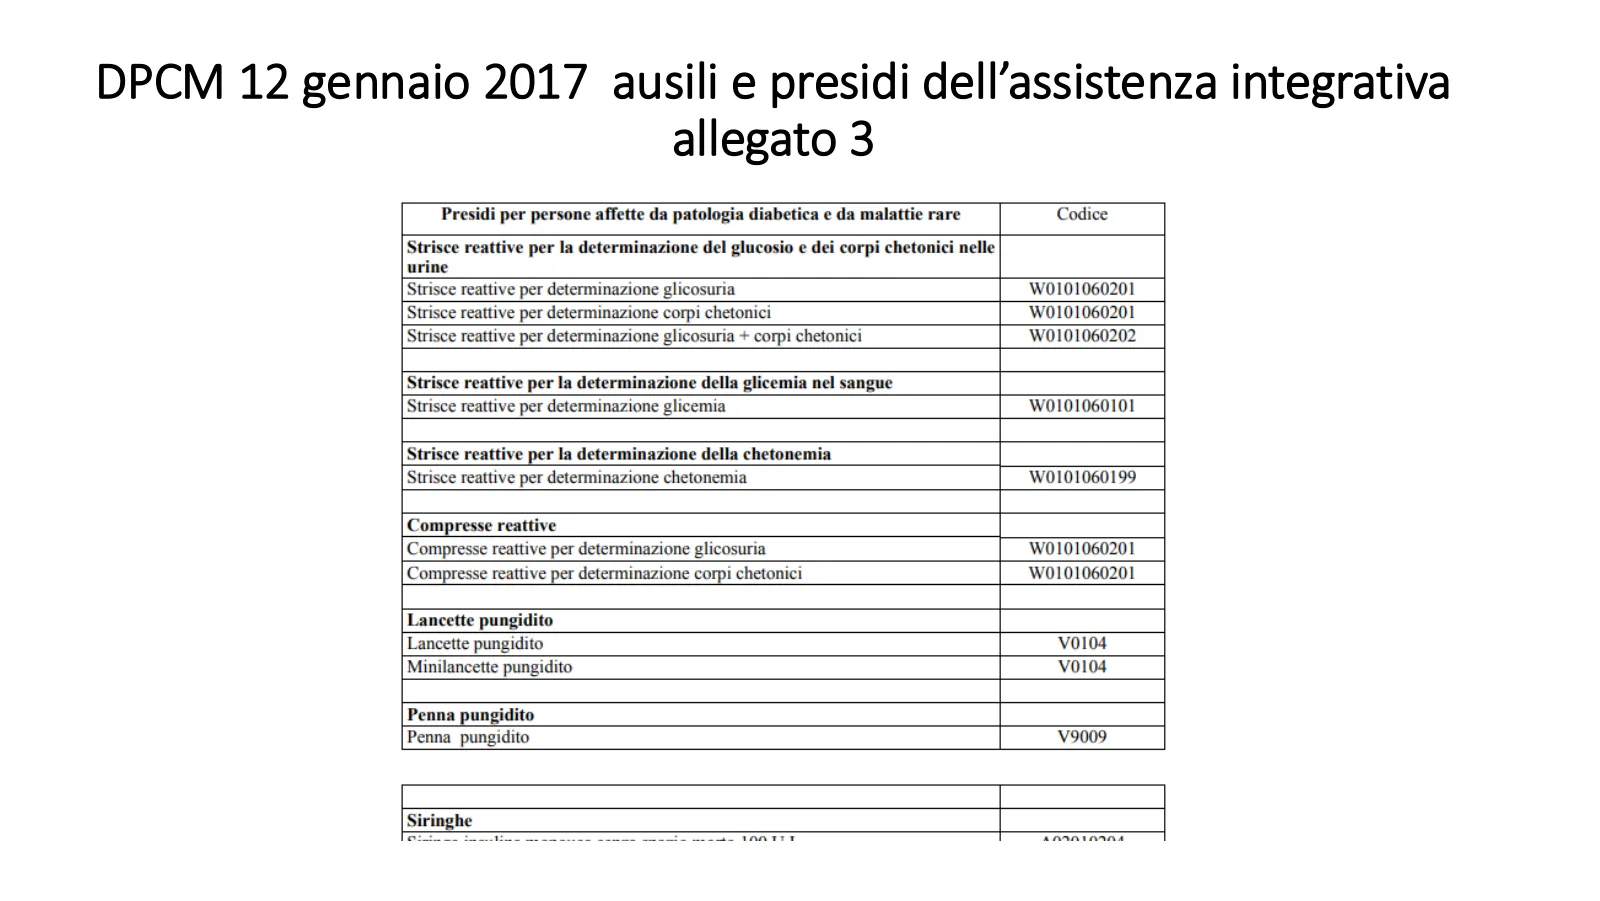 DPCM 12 gennaio 2017 ausili e presidi dell’assistenza integrativa
allegato 3
Presidi per persone affette da patologia diabetica e da malattie rare Codice
Strisce reattive per la determinazione del glucosio e dei corpi chetonici nelle
urine
Strisce reattive per determinazione glicosuria W0101060201
Strisce reattive per determinazione corpi chetonici W0101060201
Strisce reattive per determinazione glicosuria + corpi chetonici W0101060202
Strisce reattive per la determinazione della glicemia nel sangue
Strisce reattive per determinazione glicemia W0101060101
Strisce reattive per la determinazione della chetonemia
Strisce reattive per determinazione chetonemia W0101060199
Compresse reattive
Compresse reattive per determinazione glicosuria W0101060201
Compresse reattive per determinazione corpi chetonici W0101060201
Lancette pungidito
Lancette pungidito V0104
Minilancette pungidito V0104
Penna pungidito
Penna pungidito V9009
Siringhe